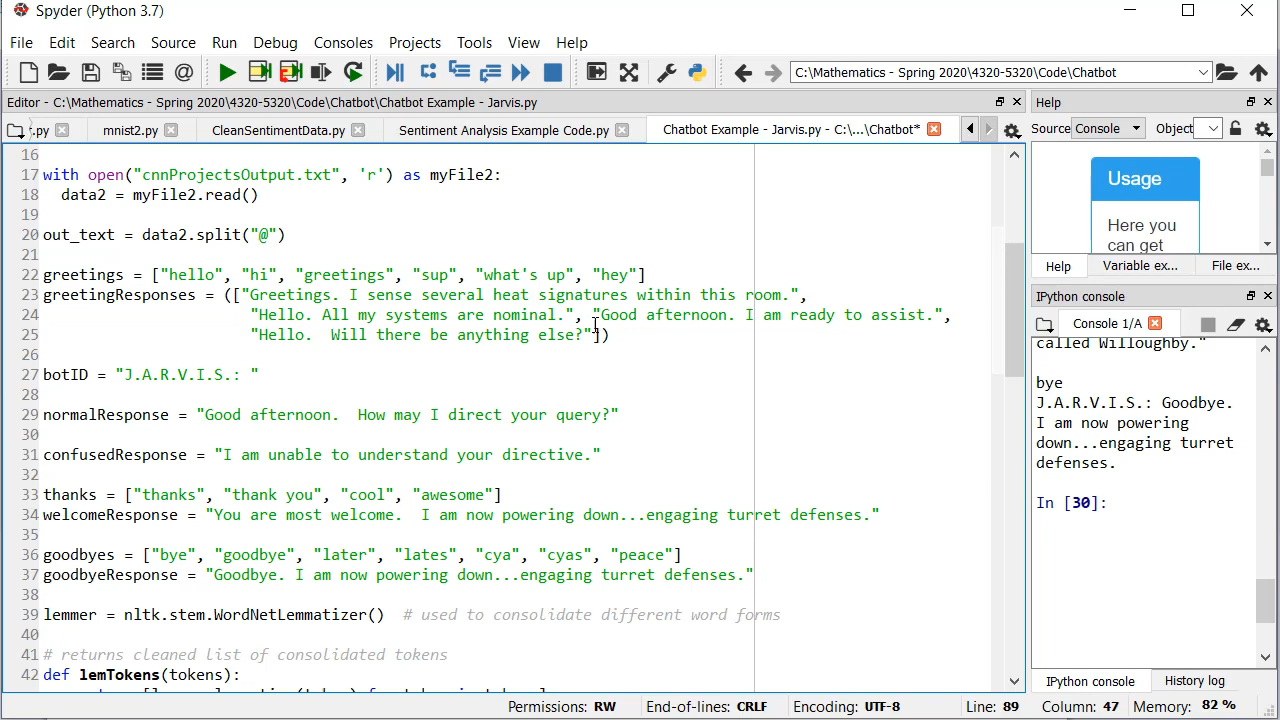 Spyder (Python 3.7)
File Edit Search Source Run Debug Consoles Projects Tools View Help
C:\Mathematics - Spring 2020\4320-5320\Code\Chatbot
Editor - C:\Mathematics - Spring 2020\4320-5320\Code\Chatbot\Chatbot Example - Jarvis.py
r.py mnist2.py CleanSentimentData.py Sentiment Analysis Example Code.py Chatbot Example - Jarvis.py - C:\...\Chatbot*
16
17 with open("cnnProjectsOutput.txt", 'r') as myFile2:
18 data2 = myFile2.read()
19
20 out_text = data2.split("@")
21
22 greetings = ["hello", "hi", "greetings", "sup", "what's up", "hey"]
23 greetingResponses = (["Greetings. I sense several heat signatures within this room.",
24 "Hello. All my systems are nominal.", "Good afternoon. I am ready to assist.",
25 "Hello.  Will there be anything else?"])
26
27 botID = "J.A.R.V.I.S.: "
28
29 normalResponse = "Good afternoon.  How may I direct your query?"
30
31 confusedResponse = "I am unable to understand your directive."
32
33 thanks = ["thanks", "thank you", "cool", "awesome"]
34 welcomeResponse = "You are most welcome.  I am now powering down...engaging turret defenses."
35
36 goodbyes = ["bye", "goodbye", "later", "lates", "cya", "cyas", "peace"]
37 goodbyeResponse = "Goodbye. I am now powering down...engaging turret defenses."
38
39 lemmer = nltk.stem.WordNetLemmatizer()  # used to consolidate different word forms
40
41 # returns cleaned list of consolidated tokens
42 def lemTokens(tokens):
Help
Source Console Object
Usage
Here you
can get
Help Variable ex... File ex...
IPython console
Console 1/A
called Willoughby."
bye
J.A.R.V.I.S.: Goodbye.
I am now powering
down...engaging turret
defenses.
In [30]:
IPython console History log
Permissions: RW End-of-lines: CRLF Encoding: UTF-8 Line: 89 Column: 47 Memory: 82 %